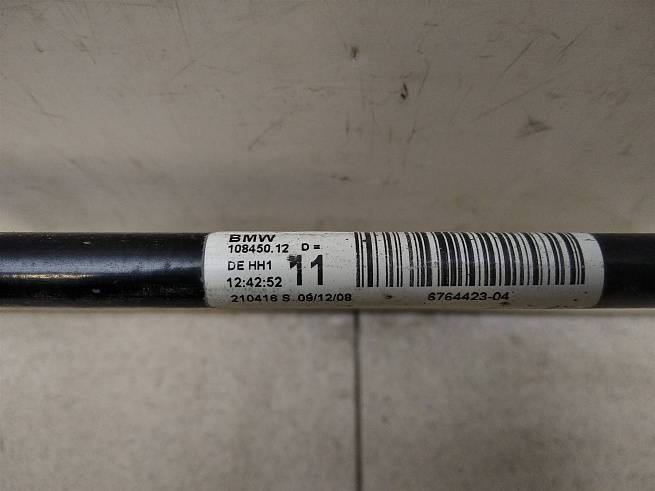 BMW
108450.12 D =
DE HH1 11
12:42:52
210416 S 09/12/08
6764423-04